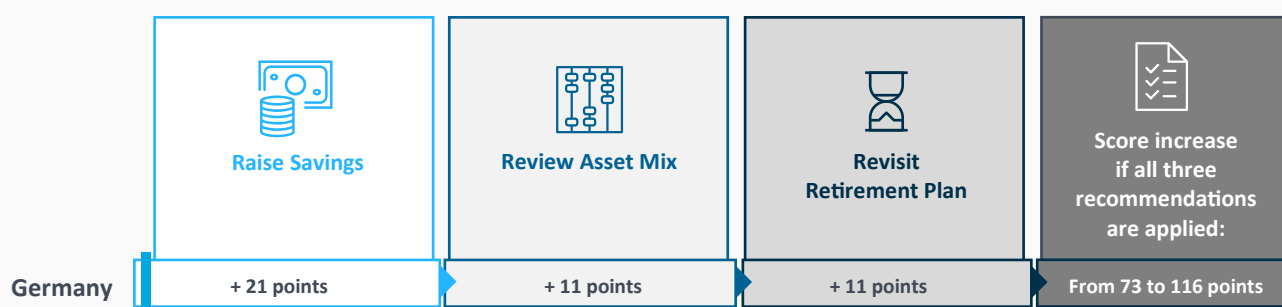 Raise Savings
Review Asset Mix
Revisit
Retirement Plan
Score increase
if all three
recommendations
are applied:
Germany
+ 21 points
+ 11 points
+ 11 points
From 73 to 116 points